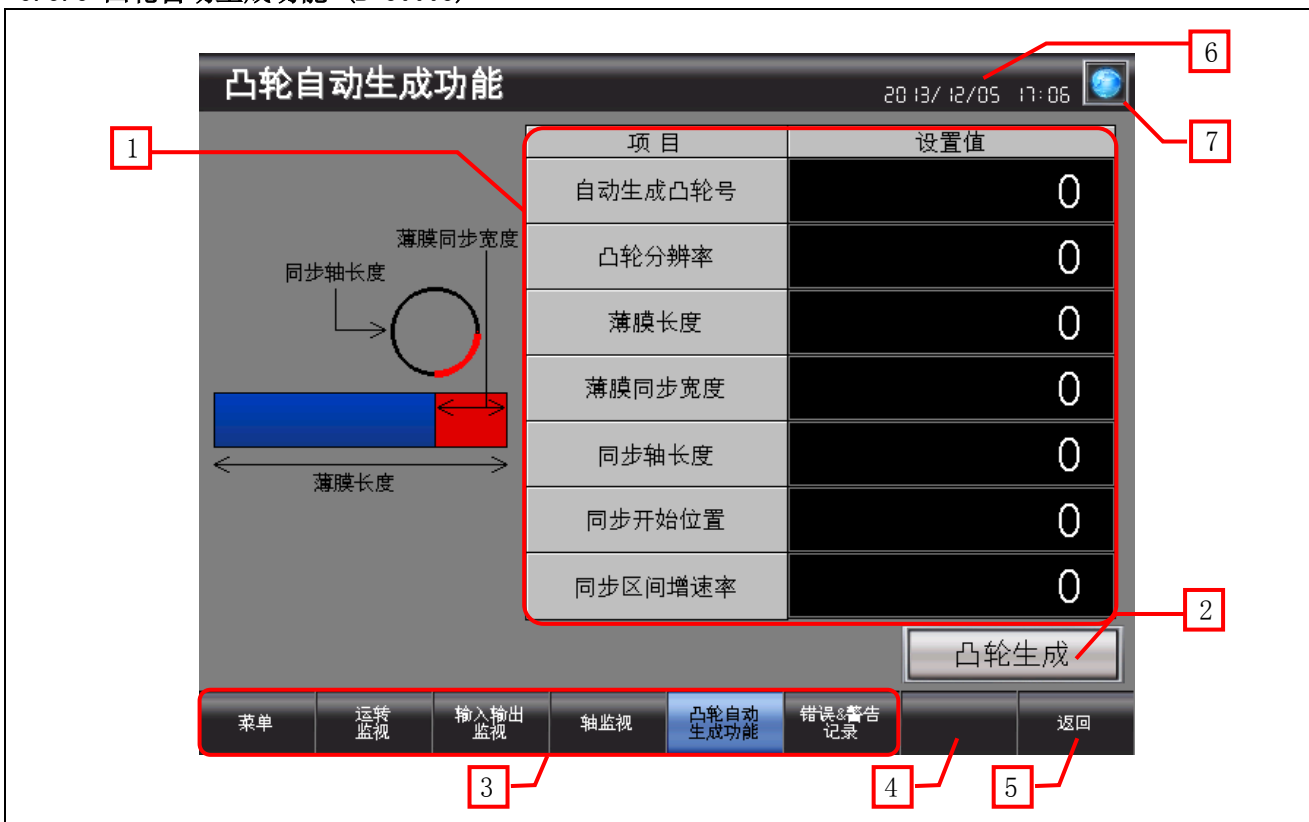 凸轮自动生成功能
2013/12/05 17:06
6
7
1
项 目 设置值
自动生成凸轮号 0
凸轮分辨率 0
薄膜长度 0
薄膜同步宽度 0
同步轴长度 0
同步开始位置 0
同步区间增速率 0
薄膜同步宽度
同步轴长度
薄膜长度
2
凸轮生成
菜单
运转
监视
输入输出
监视
轴监视
凸轮自动
生成功能
错误&警告
记录
返回
3
4
5